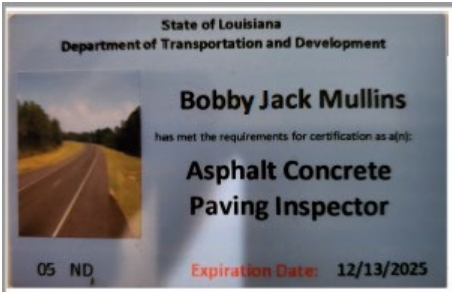 State of Louisiana
Department of Transportation and Development
Bobby Jack Mullins
has met the requirements for certification as a(n):
Asphalt Concrete
Paving Inspector
05 ND
Expiration Date: 12/13/2025